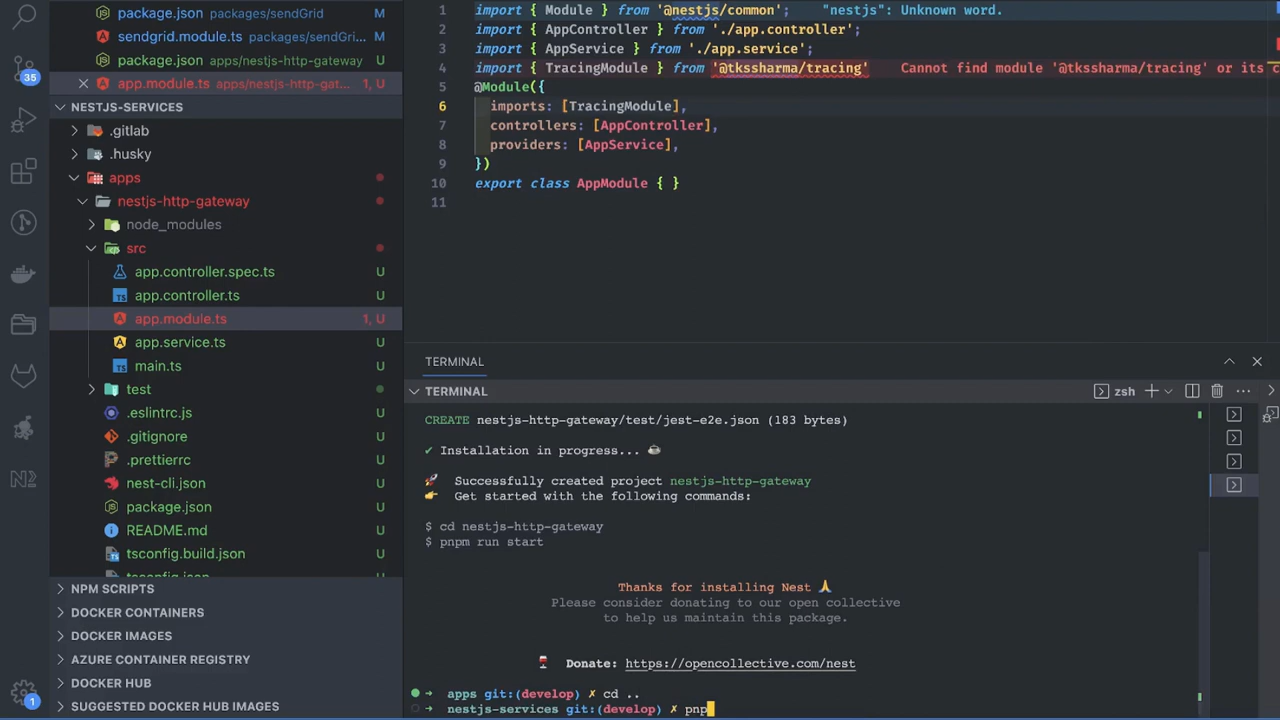 package.json packages/sendGrid M
sendgrid.module.ts packages/sendGri... M
package.json packages/nestjs-http-gateway U
app.module.ts apps/nestjs-http-gat... 1, U
35
NESTJS-SERVICES
.gitlab
.husky
apps
nestjs-http-gateway
node_modules
src
app.controller.spec.ts U
app.controller.ts U
app.module.ts 1, U
app.service.ts U
main.ts U
test
.eslintrc.js U
.gitignore U
.prettierrc U
nest-cli.json U
package.json U
README.md U
tsconfig.build.json U
tsconfig.json U
NPM SCRIPTS
DOCKER CONTAINERS
DOCKER IMAGES
AZURE CONTAINER REGISTRY
DOCKER HUB
SUGGESTED DOCKER HUB IMAGES
1
1 import { Module } from '@nestjs/common'; "nestjs": Unknown word.
2 import { AppController } from './app.controller';
3 import { AppService } from './app.service';
4 import { TracingModule } from '@tkssharma/tracing' Cannot find module '@tkssharma/tracing' or its c
5 @Module({
6 imports: [TracingModule],
7 controllers: [AppController],
8 providers: [AppService],
9 })
10 export class AppModule { }
11
TERMINAL
TERMINAL
zsh
CREATE nestjs-http-gateway/test/jest-e2e.json (183 bytes)
✔ Installation in progress... ☕
🚀 Successfully created project nestjs-http-gateway
👉 Get started with the following commands:
$ cd nestjs-http-gateway
$ pnpm run start
Thanks for installing Nest 🙏
Please consider donating to our open collective
to help us maintain this package.
🍷 Donate: https://opencollective.com/nest
➜ apps git:(develop) ✗ cd ..
➜ nestjs-services git:(develop) ✗ pnp